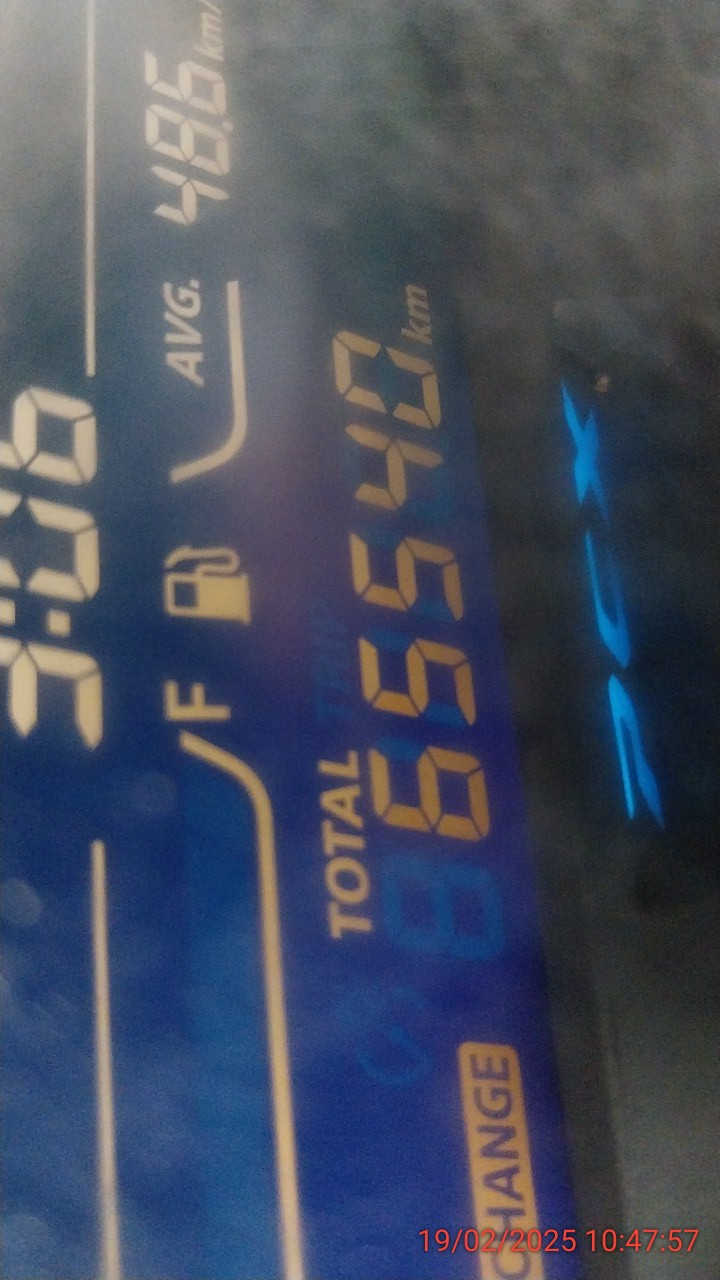 3:06
F AVG. 48.6 km/
TOTAL 65540 km
CHANGE
PCX
19/02/2025 10:47:57